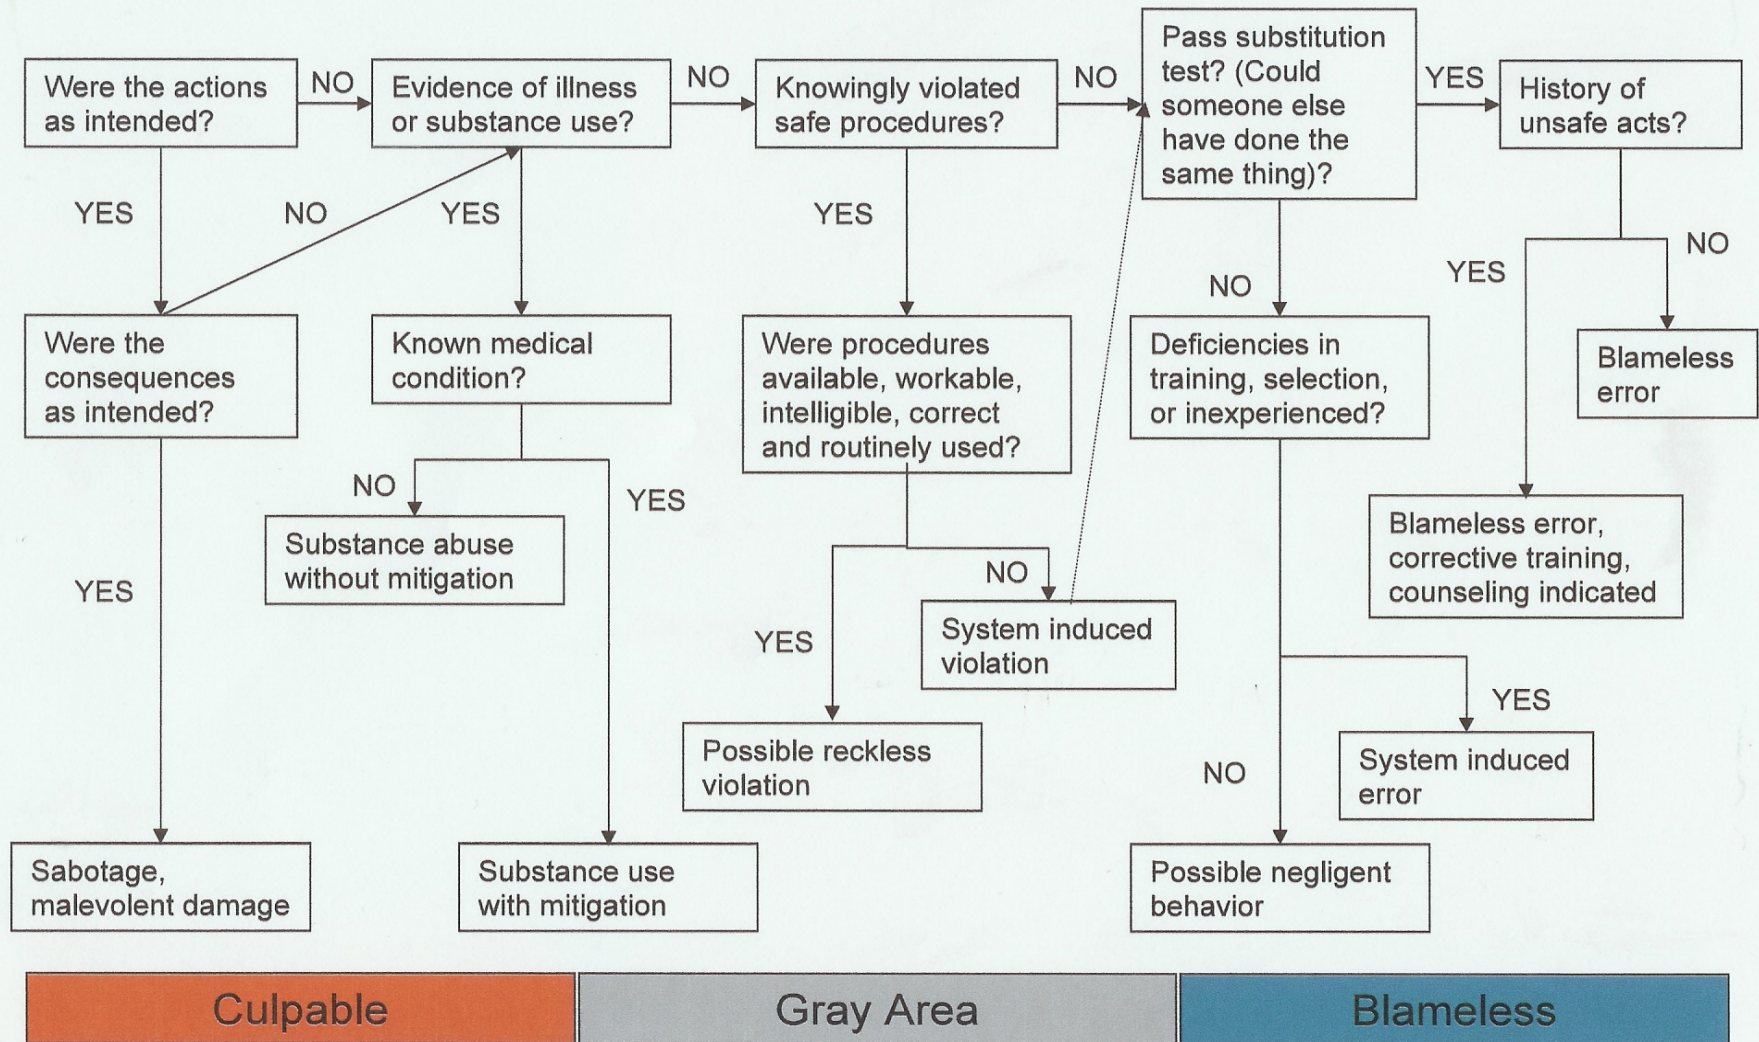 Were the actions
as intended?
NO
Evidence of illness
or substance use?
NO
Knowingly violated
safe procedures?
NO
Pass substitution
test? (Could
someone else
have done the
same thing)?
YES
History of
unsafe acts?
YES
NO
YES
YES
NO
YES
NO
Were the
consequences
as intended?
Known medical
condition?
Were procedures
available, workable,
intelligible, correct
and routinely used?
Deficiencies in
training, selection,
or inexperienced?
Blameless
error
NO
YES
Substance abuse
without mitigation
Blameless error,
corrective training,
counseling indicated
YES
NO
YES
System induced
violation
YES
Possible reckless
violation
NO
System induced
error
Sabotage,
malevolent damage
Substance use
with mitigation
Possible negligent
behavior
Culpable
Gray Area
Blameless